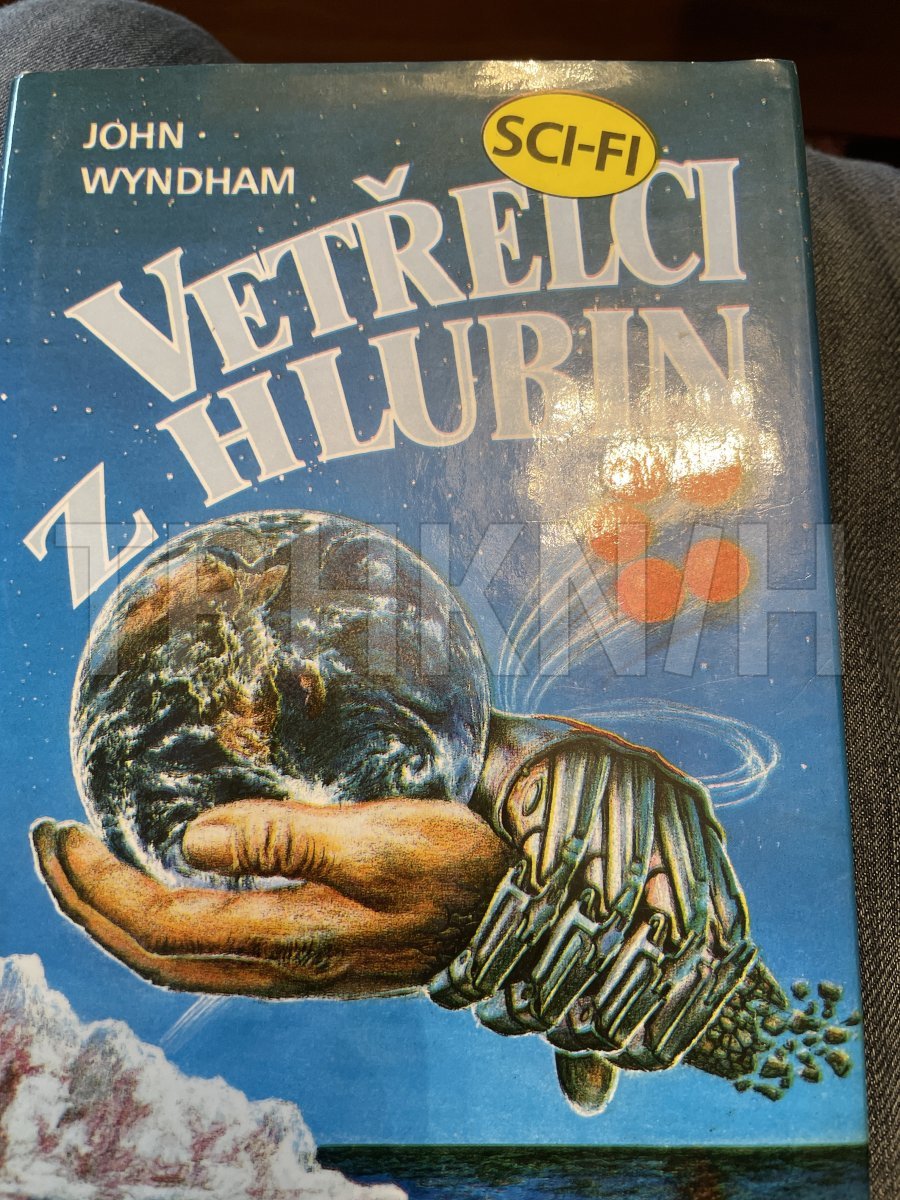 JOHN
WYNDHAM
SCI-FI
VETŘELCI
Z HLUBIN